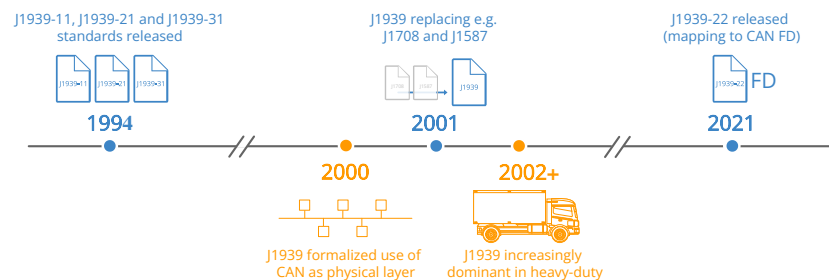 J1939-11, J1939-21 and J1939-31
standards released
J1939-11 J1939-21 J1939-31
1994
J1939 replacing e.g.
J1708 and J1587
J1708 J1587 J1939
2001
J1939-22 released
(mapping to CAN FD)
J1939-22 FD
2021
2000
J1939 formalized use of
CAN as physical layer
2002+
J1939 increasingly
dominant in heavy-duty